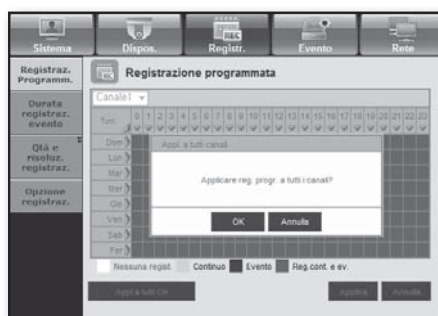 Sistema Dispos. Registr. Evento Rete
REC
Registraz.
Programm.
Durata
registraz.
evento
Qtà e
risoluz.
registraz.
Opzione
registraz.
Registrazione programmata
Canale1
Tutti 0 1 2 3 4 5 6 7 8 9 10 11 12 13 14 15 16 17 18 19 20 21 22 23
Dom
Lun
Mar
Mer
Gio
Ven
Sab
Fer
Appl. a tutti canali
Applicare reg. progr. a tutti i canali?
OK Annulla
Nessuna regist. Continuo Evento Reg.cont. e ev.
Appl.a tutti CH Applica Annulla